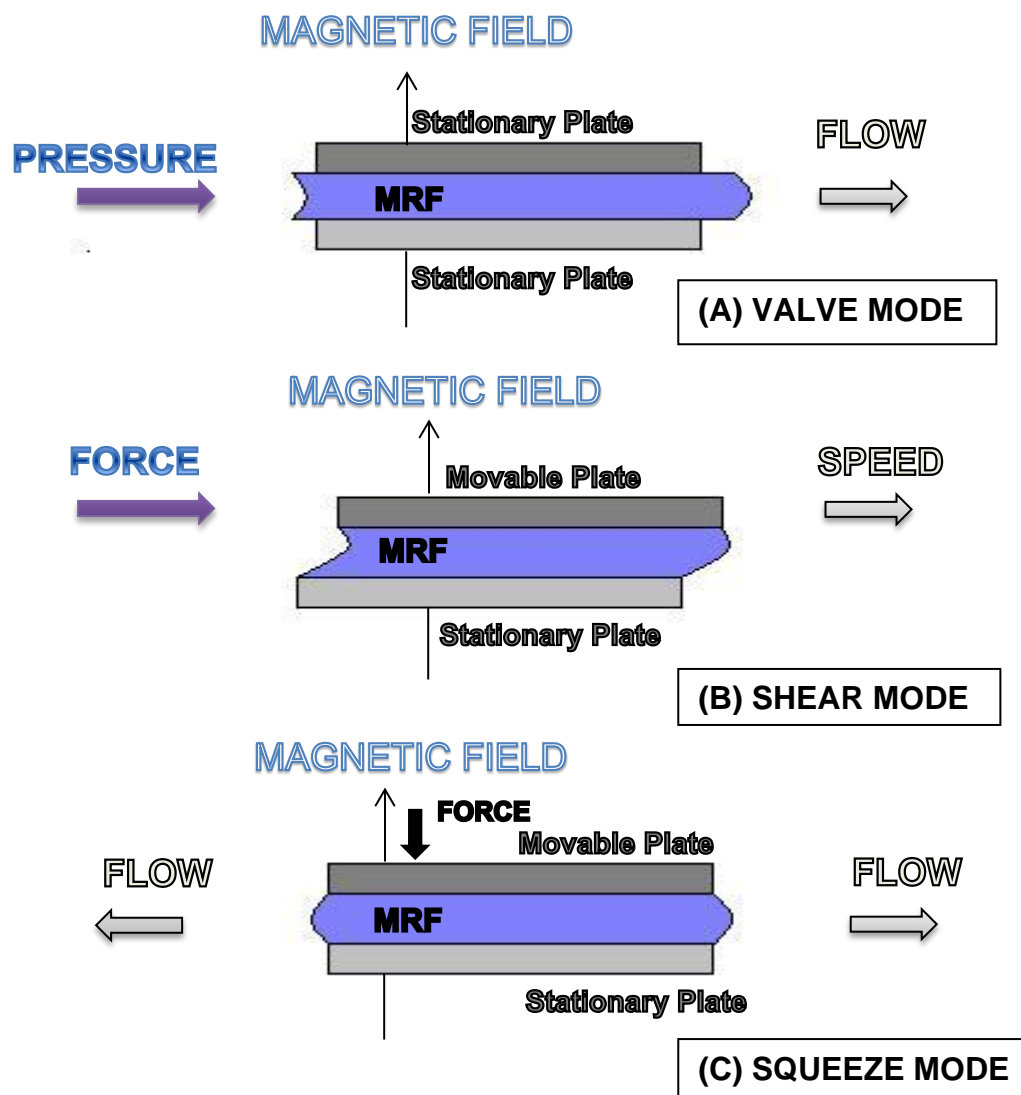 MAGNETIC FIELD
Stationary Plate
PRESSURE
FLOW
MRF
Stationary Plate
(A) VALVE MODE
MAGNETIC FIELD
FORCE
Movable Plate
SPEED
MRF
Stationary Plate
(B) SHEAR MODE
MAGNETIC FIELD
FORCE
Movable Plate
FLOW
FLOW
MRF
Stationary Plate
(C) SQUEEZE MODE